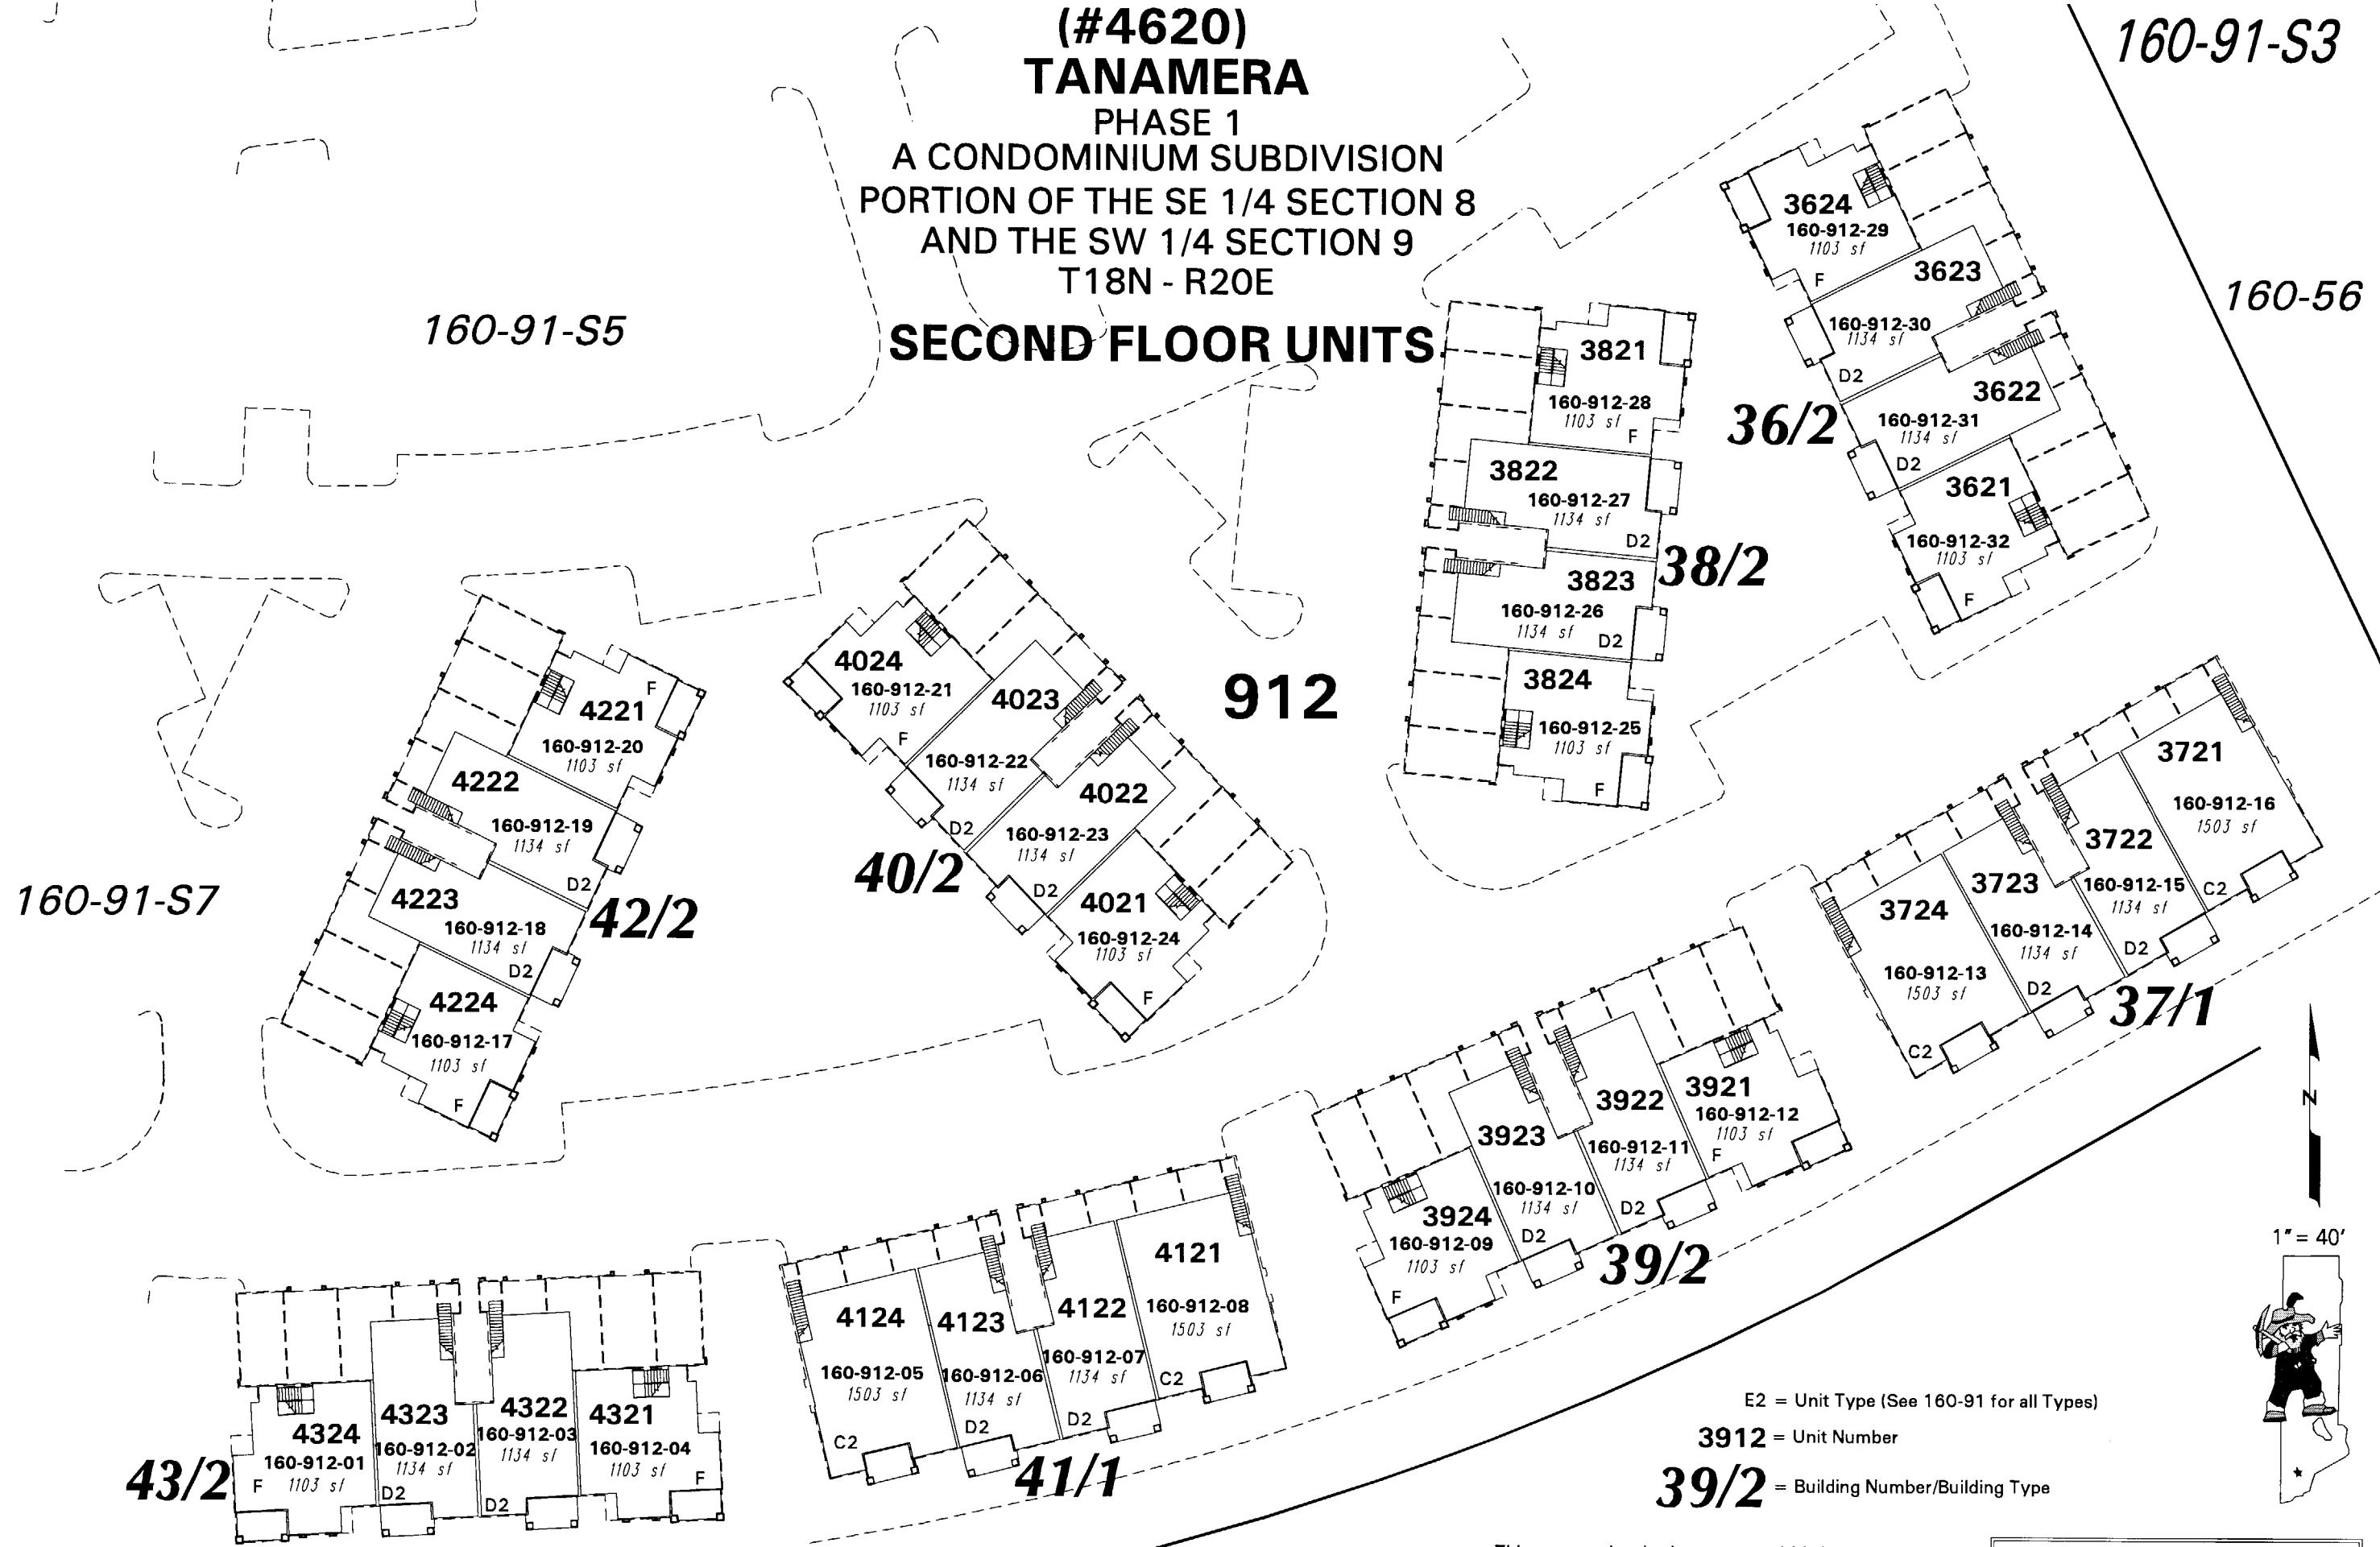 (#4620)
TANAMERA
PHASE 1
A CONDOMINIUM SUBDIVISION
PORTION OF THE SE 1/4 SECTION 8
AND THE SW 1/4 SECTION 9
T18N - R20E
SECOND FLOOR UNITS
160-91-S3
160-56
160-91-S5
160-91-S7
912
3624
160-912-29
1103 sf
F
3623
160-912-30
1134 sf
D2
3622
160-912-31
1134 sf
D2
3621
160-912-32
1103 sf
F
36/2
3821
160-912-28
1103 sf
F
3822
160-912-27
1134 sf
D2
3823
160-912-26
1134 sf
D2
3824
160-912-25
1103 sf
F
38/2
4024
160-912-21
1103 sf
F
4023
160-912-22
1134 sf
D2
4022
160-912-23
1134 sf
D2
4021
160-912-24
1103 sf
F
40/2
4221
F
160-912-20
1103 sf
4222
160-912-19
1134 sf
D2
4223
160-912-18
1134 sf
D2
4224
160-912-17
1103 sf
F
42/2
3721
160-912-16
1503 sf
C2
3722
160-912-15
1134 sf
D2
3723
160-912-14
1134 sf
D2
3724
160-912-13
1503 sf
C2
37/1
3921
160-912-12
1103 sf
F
3922
160-912-11
1134 sf
D2
3923
160-912-10
1134 sf
D2
3924
160-912-09
1103 sf
F
39/2
4121
160-912-08
1503 sf
C2
4122
160-912-07
1134 sf
D2
4123
160-912-06
1134 sf
D2
4124
160-912-05
1503 sf
C2
41/1
4324
160-912-01
1103 sf
F
4323
160-912-02
1134 sf
D2
4322
160-912-03
1134 sf
D2
4321
160-912-04
1103 sf
F
43/2
N
1" = 40'
E2 = Unit Type (See 160-91 for all Types)
3912 = Unit Number
39/2 = Building Number/Building Type